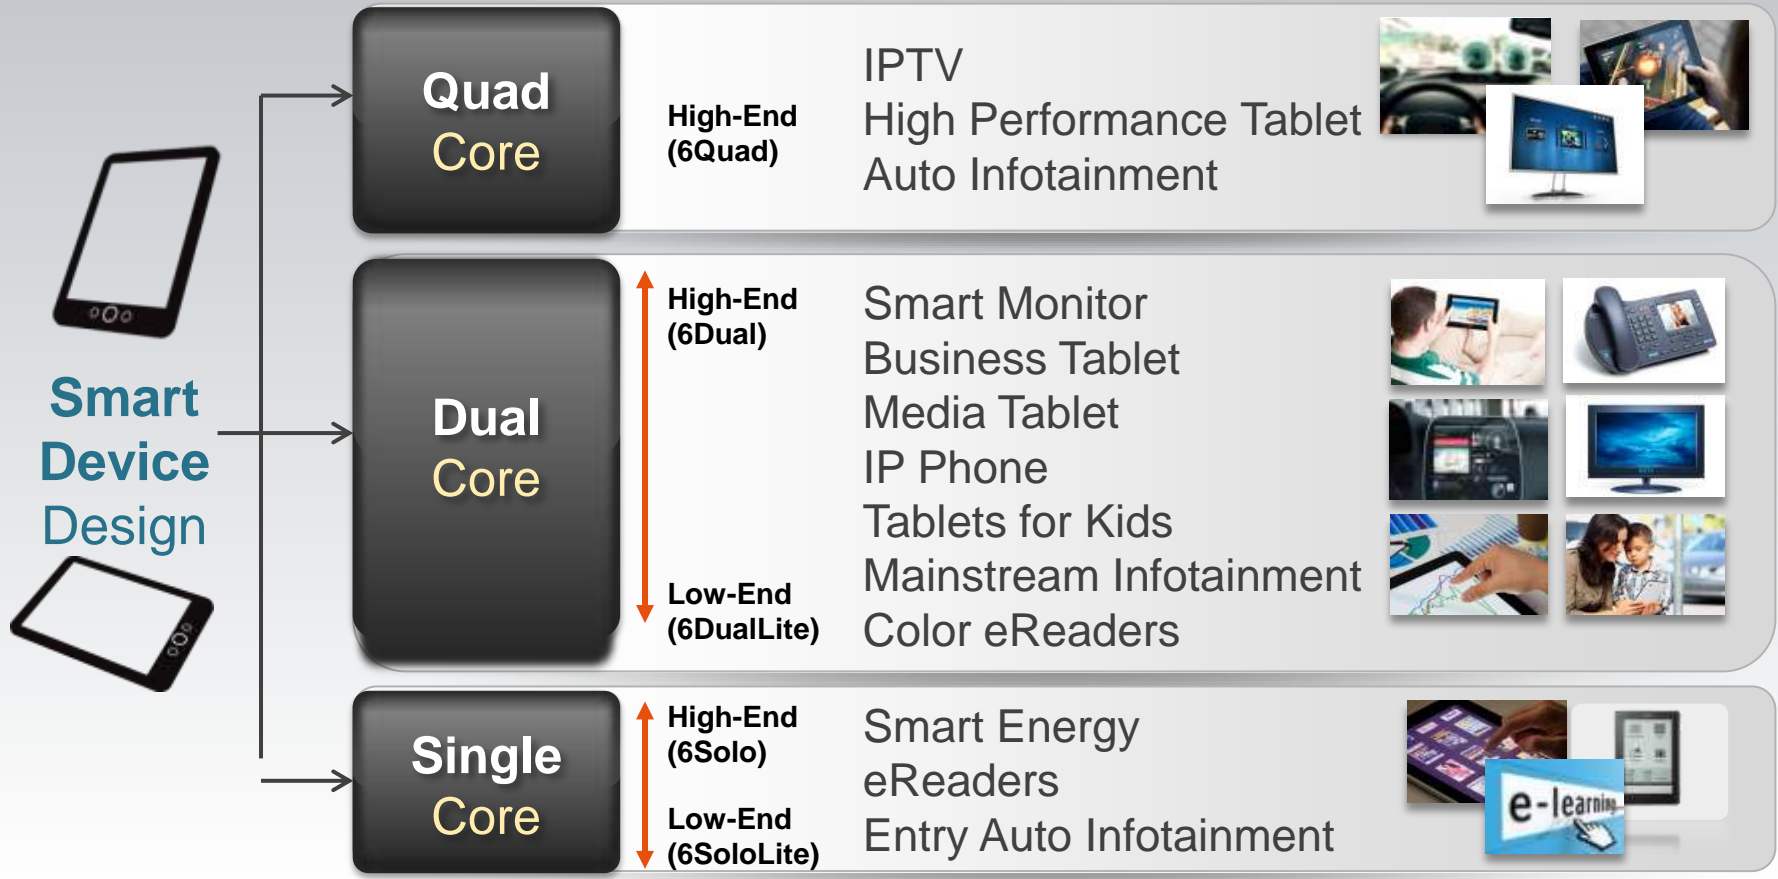 Smart
Device
Design
Quad
Core
High-End
(6Quad)
IPTV
High Performance Tablet
Auto Infotainment
Dual
Core
High-End
(6Dual)
Low-End
(6DualLite)
Smart Monitor
Business Tablet
Media Tablet
IP Phone
Tablets for Kids
Mainstream Infotainment
Color eReaders
Single
Core
High-End
(6Solo)
Low-End
(6SoloLite)
Smart Energy
eReaders
Entry Auto Infotainment
e-learning